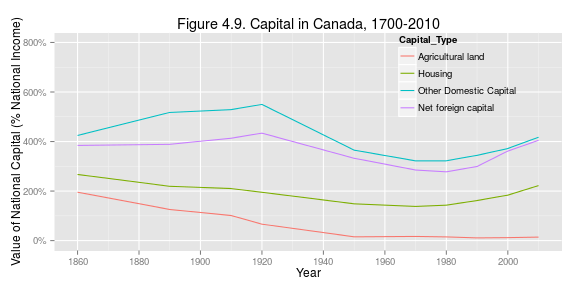 Figure 4.9. Capital in Canada, 1700-2010
Value of National Capital (% National Income)
Capital_Type
Agricultural land
Housing
Other Domestic Capital
Net foreign capital
800%
600%
400%
200%
0%
1860 1880 1900 1920 1940 1960 1980 2000
Year